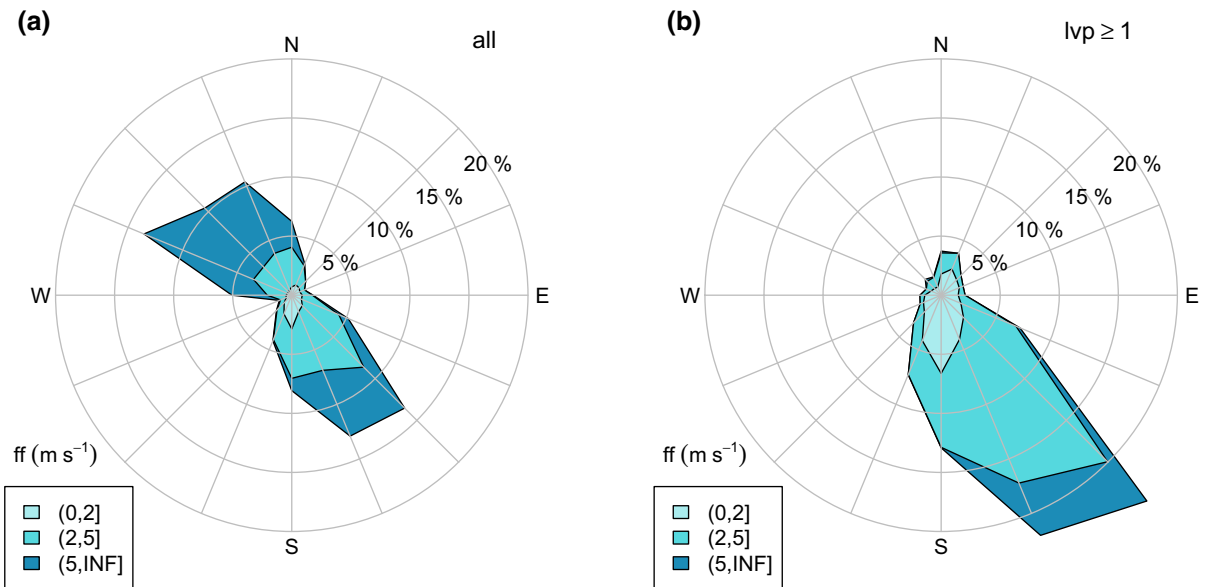 (a)
all
N
20 %
15 %
10 %
5 %
W
E
S
ff (m s⁻¹)
(0,2]
(2,5]
(5,INF]
(b)
lvp ≥ 1
N
20 %
15 %
10 %
5 %
W
E
S
ff (m s⁻¹)
(0,2]
(2,5]
(5,INF]